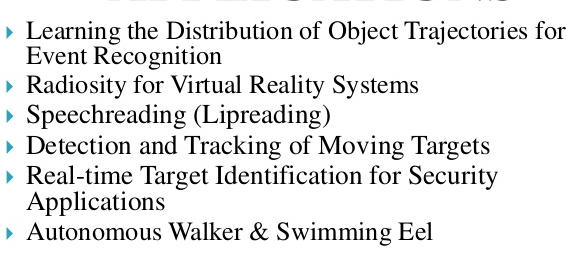 Learning the Distribution of Object Trajectories for
Event Recognition
Radiosity for Virtual Reality Systems
Speechreading (Lipreading)
Detection and Tracking of Moving Targets
Real-time Target Identification for Security
Applications
Autonomous Walker & Swimming Eel